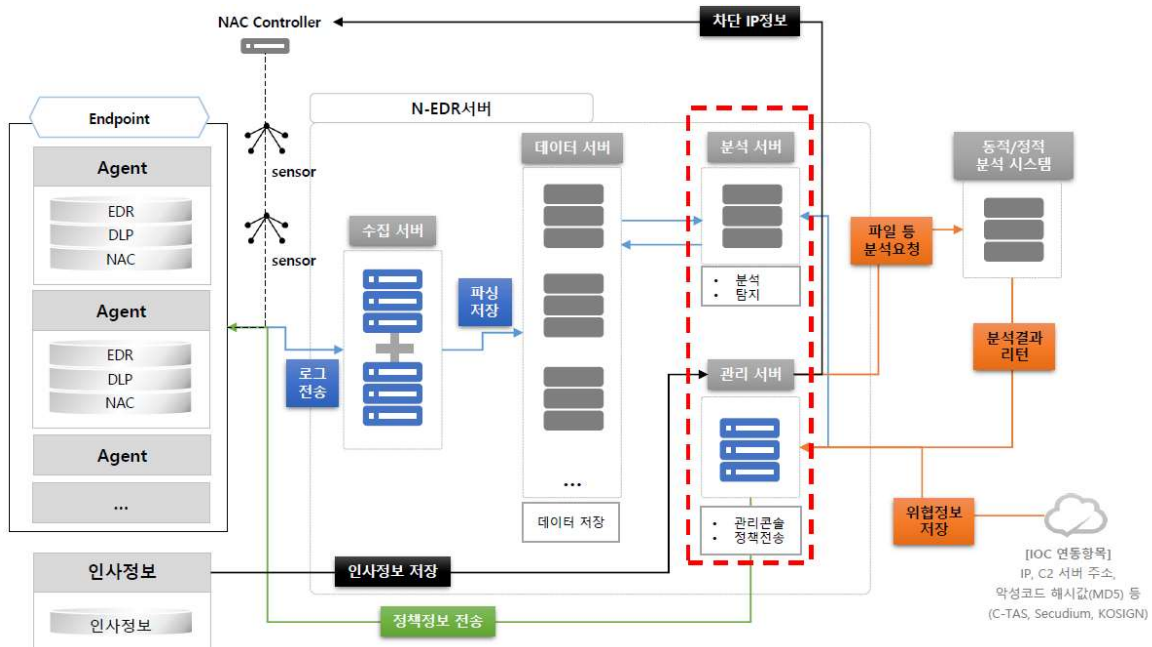 NAC Controller
차단 IP정보
N-EDR서버
Endpoint
Agent
EDR
DLP
NAC
Agent
EDR
DLP
NAC
Agent
...
sensor
sensor
수집 서버
로그
전송
파싱
저장
데이터 서버
...
데이터 저장
분석 서버
• 분석
• 탐지
관리 서버
• 관리콘솔
• 정책전송
동적/정적
분석 시스템
파일 등
분석요청
분석결과
리턴
위협정보
저장
[IOC 연동항목]
IP, C2 서버 주소,
악성코드 해시값(MD5) 등
(C-TAS, Secudium, KOSIGN)
인사정보
인사정보
인사정보 저장
정책정보 전송